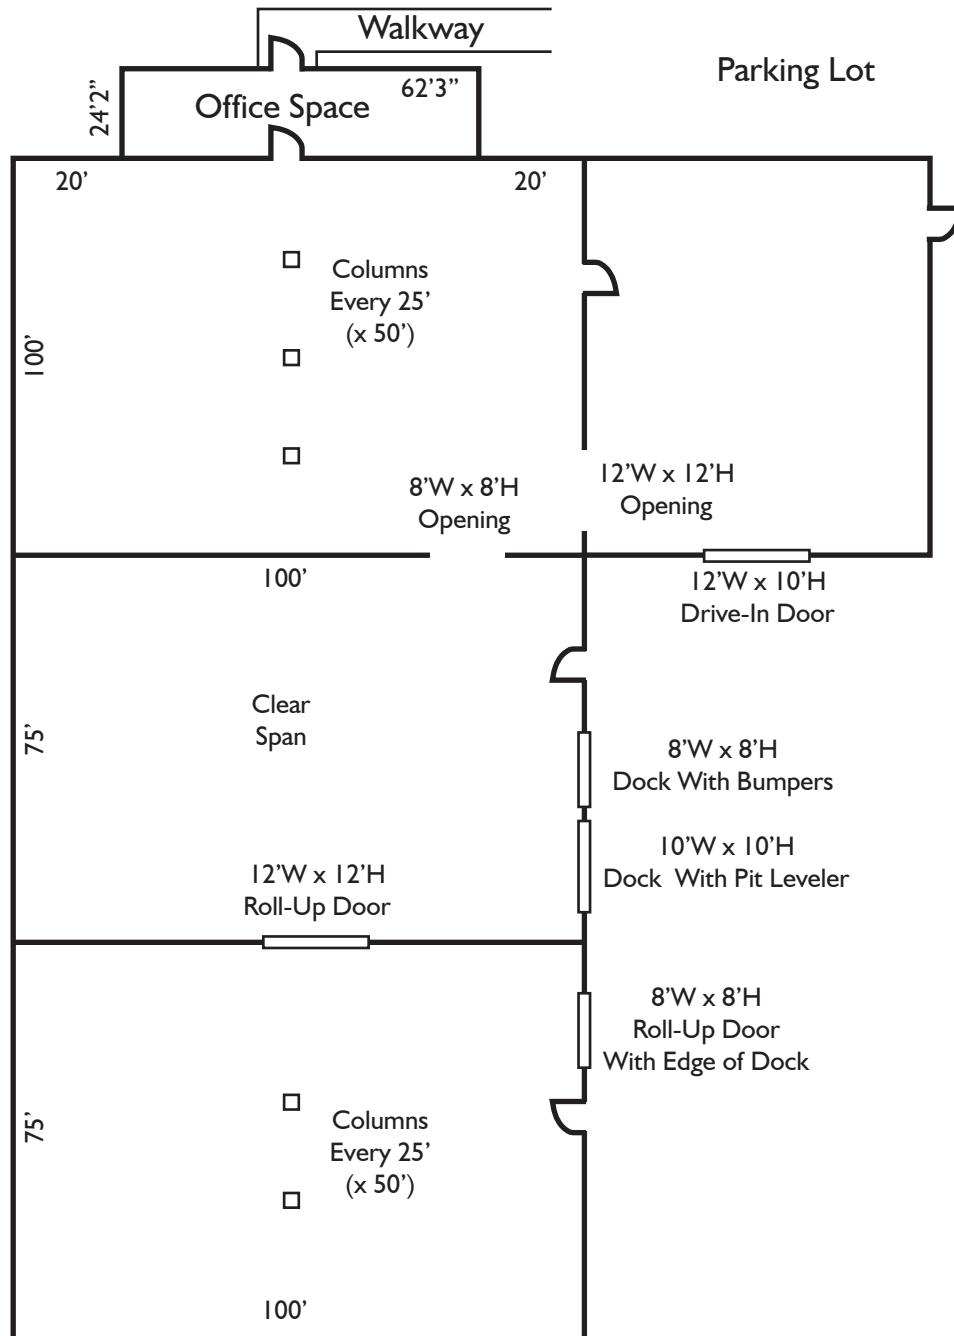 Walkway
Parking Lot
24’2”
Office Space
62’3”
20’
20’
Columns
Every 25’
(x 50’)
100’
8’W x 8’H
Opening
12’W x 12’H
Opening
100’
12’W x 10’H
Drive-In Door
Clear
Span
75’
8’W x 8’H
Dock With Bumpers
10’W x 10’H
Dock With Pit Leveler
12’W x 12’H
Roll-Up Door
8’W x 8’H
Roll-Up Door
With Edge of Dock
75’
Columns
Every 25’
(x 50’)
100’